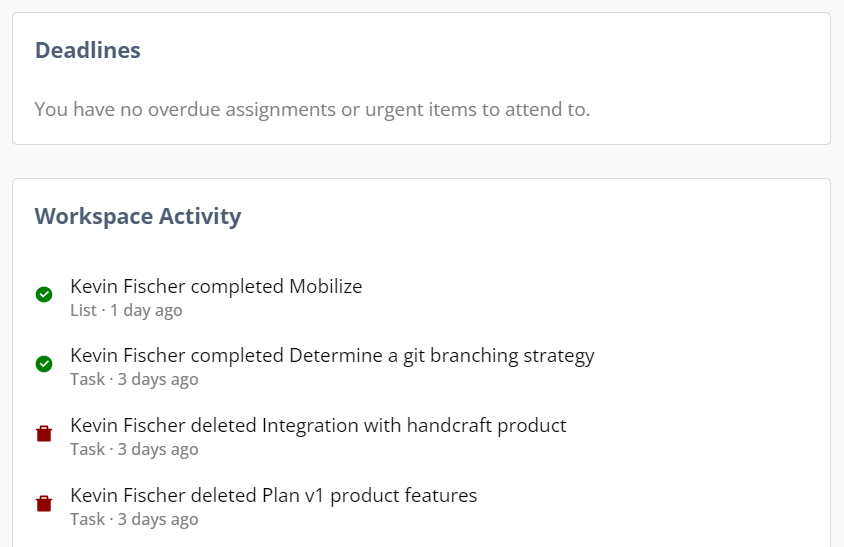 Deadlines
You have no overdue assignments or urgent items to attend to.
Workspace Activity
Kevin Fischer completed Mobilize
List · 1 day ago
Kevin Fischer completed Determine a git branching strategy
Task · 3 days ago
Kevin Fischer deleted Integration with handcraft product
Task · 3 days ago
Kevin Fischer deleted Plan v1 product features
Task · 3 days ago